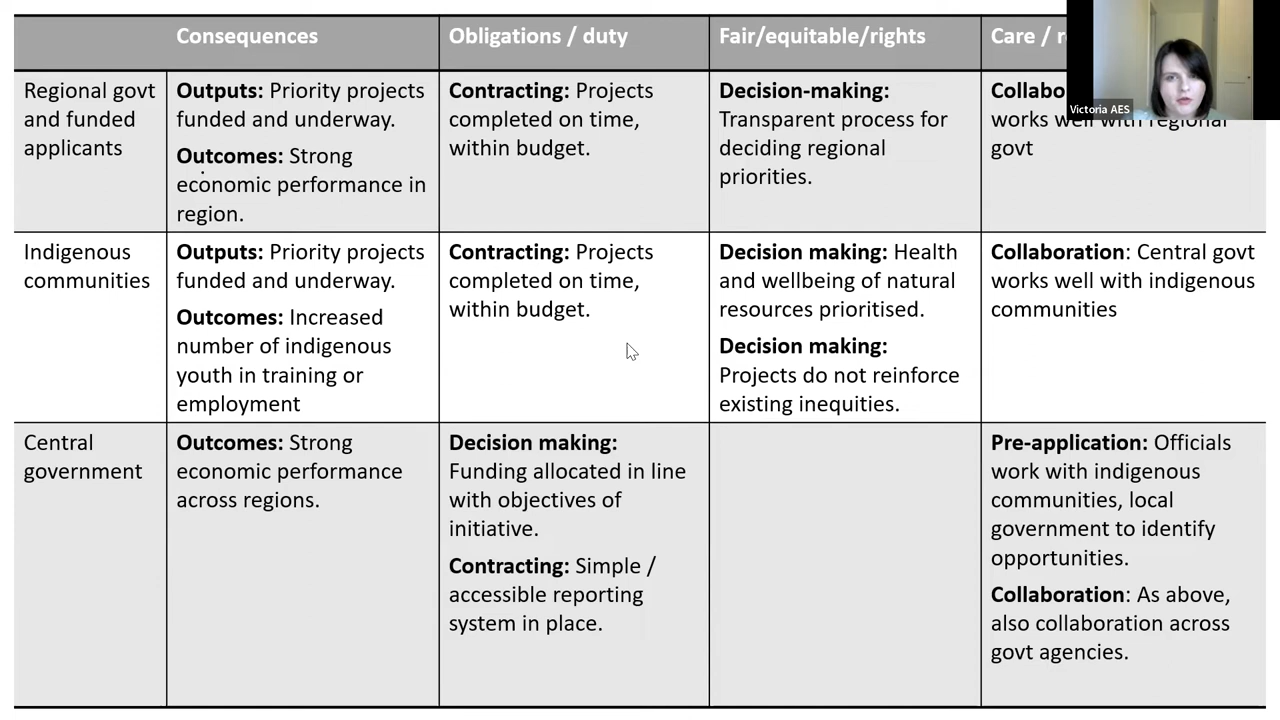 Consequences
Obligations / duty
Fair/equitable/rights
Care /
Regional govt
and funded
applicants
Outputs: Priority projects
funded and underway.
Outcomes: Strong
economic performance in
region.
Contracting: Projects
completed on time,
within budget.
Decision-making:
Transparent process for
deciding regional
priorities.
works well with regional
govt
Victoria AES
Indigenous
communities
Outputs: Priority projects
funded and underway.
Outcomes: Increased
number of indigenous
youth in training or
employment
Contracting: Projects
completed on time,
within budget.
Decision making: Health
and wellbeing of natural
resources prioritised.
Decision making:
Projects do not reinforce
existing inequities.
Collaboration: Central govt
works well with indigenous
communities
Central
government
Outcomes: Strong
economic performance
across regions.
Decision making:
Funding allocated in line
with objectives of
initiative.
Contracting: Simple /
accessible reporting
system in place.
Pre-application: Officials
work with indigenous
communities, local
government to identify
opportunities.
Collaboration: As above,
also collaboration across
govt agencies.